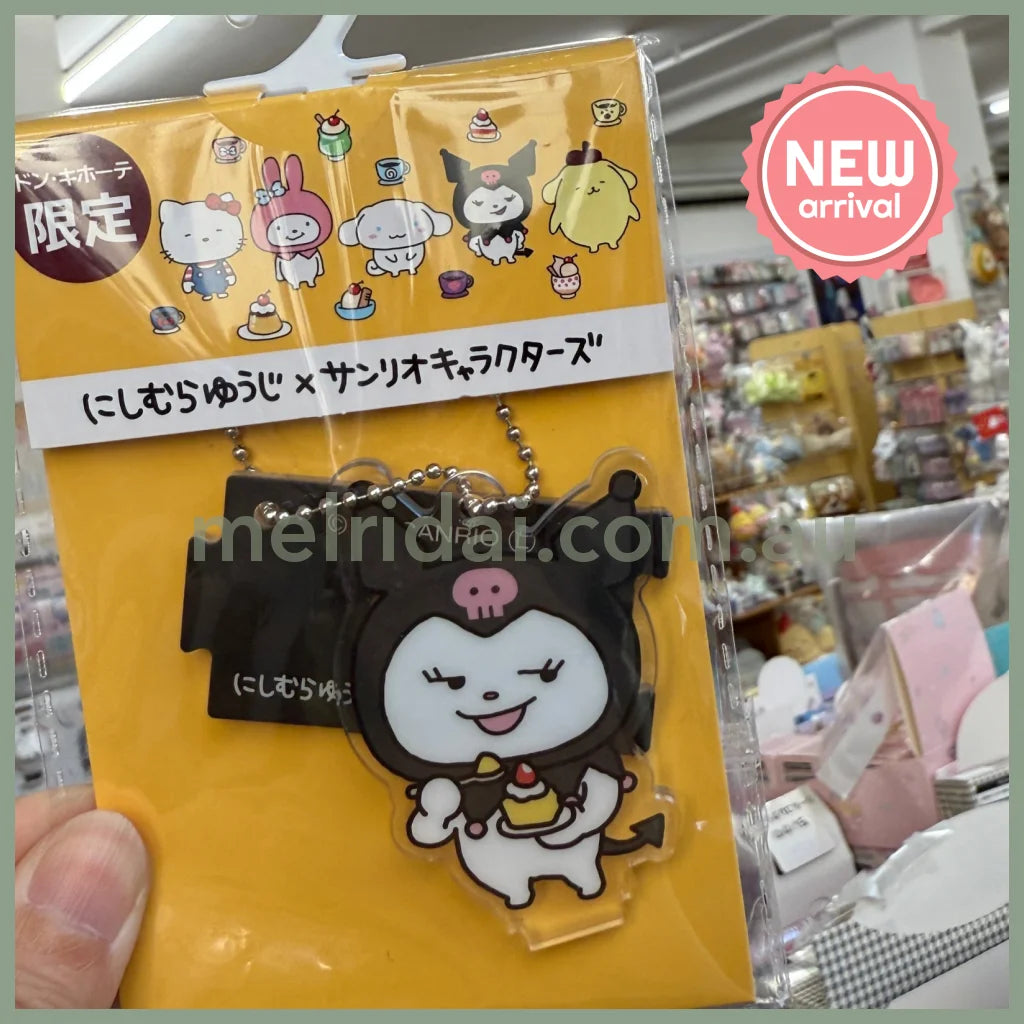 NEW
arrival
ドン・キホーテ
限定
にしむらゆうじ×サンリオキャラクターズ
melridai.com.au
© ANRIO
にしむらゆう